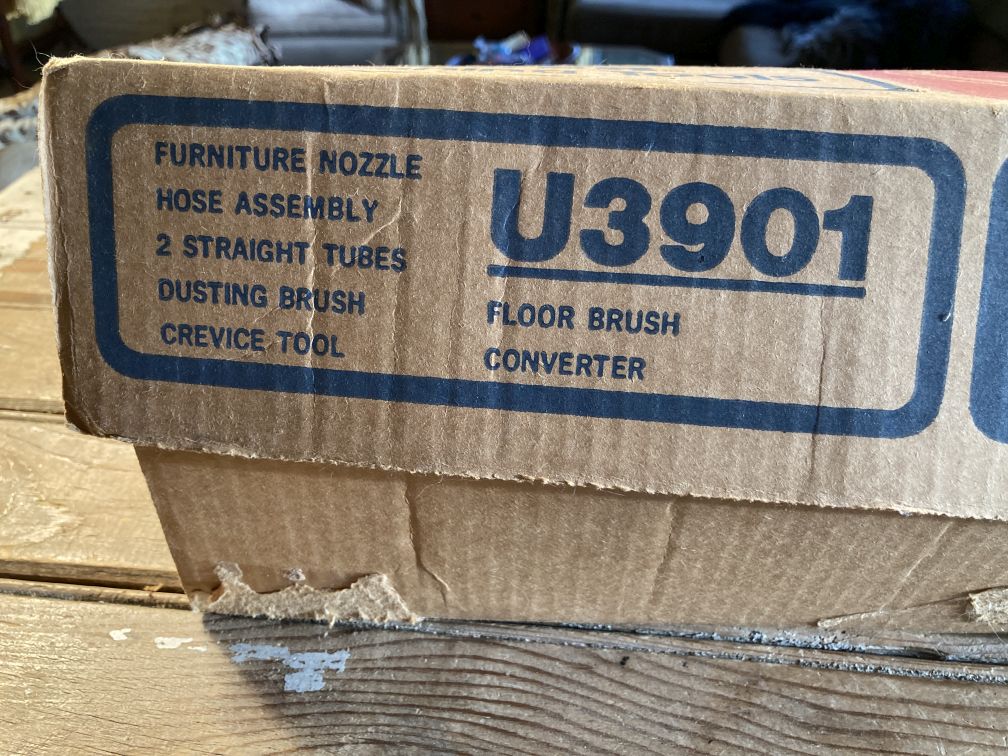 FURNITURE NOZZLE
HOSE ASSEMBLY
2 STRAIGHT TUBES
DUSTING BRUSH
CREVICE TOOL
U3901
FLOOR BRUSH
CONVERTER